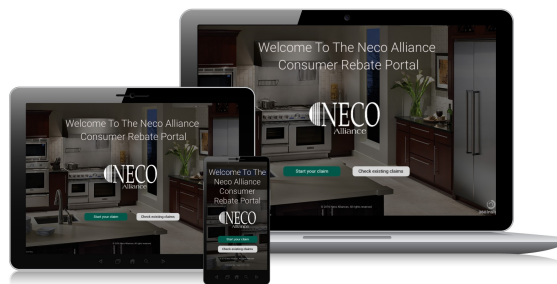 Welcome To The Neco Alliance
Consumer Rebate Portal
NECO
Alliance
Start your claim
Check existing claims
Welcome To The Neco Alliance
Consumer Rebate Portal
NECO
Alliance
Start your claim
Check existing claims
Welcome To The
Neco Alliance
Consumer
Rebate Portal
NECO
Alliance
Start your claim
Check existing claims